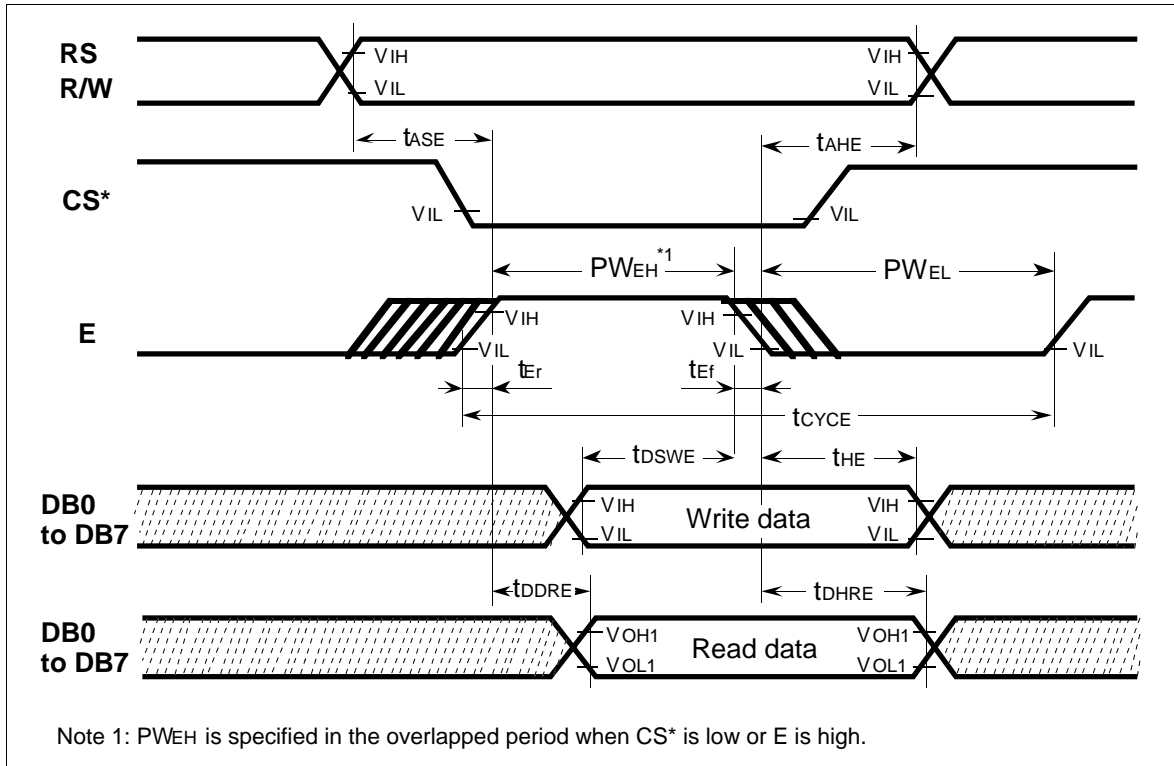 RS
R/W
VIH
VIL
VIH
VIL
tASE
tAHE
CS*
VIL
VIL
PWEH*1
PWEL
E
VIH
VIL
VIH
VIL
VIL
tEr
tEf
tCYCE
tDSWE
tHE
DB0
to DB7
VIH
VIL
Write data
VIH
VIL
tDDRE
tDHRE
DB0
to DB7
VOH1
VOL1
Read data
VOH1
VOL1
Note 1: PWEH is specified in the overlapped period when CS* is low or E is high.